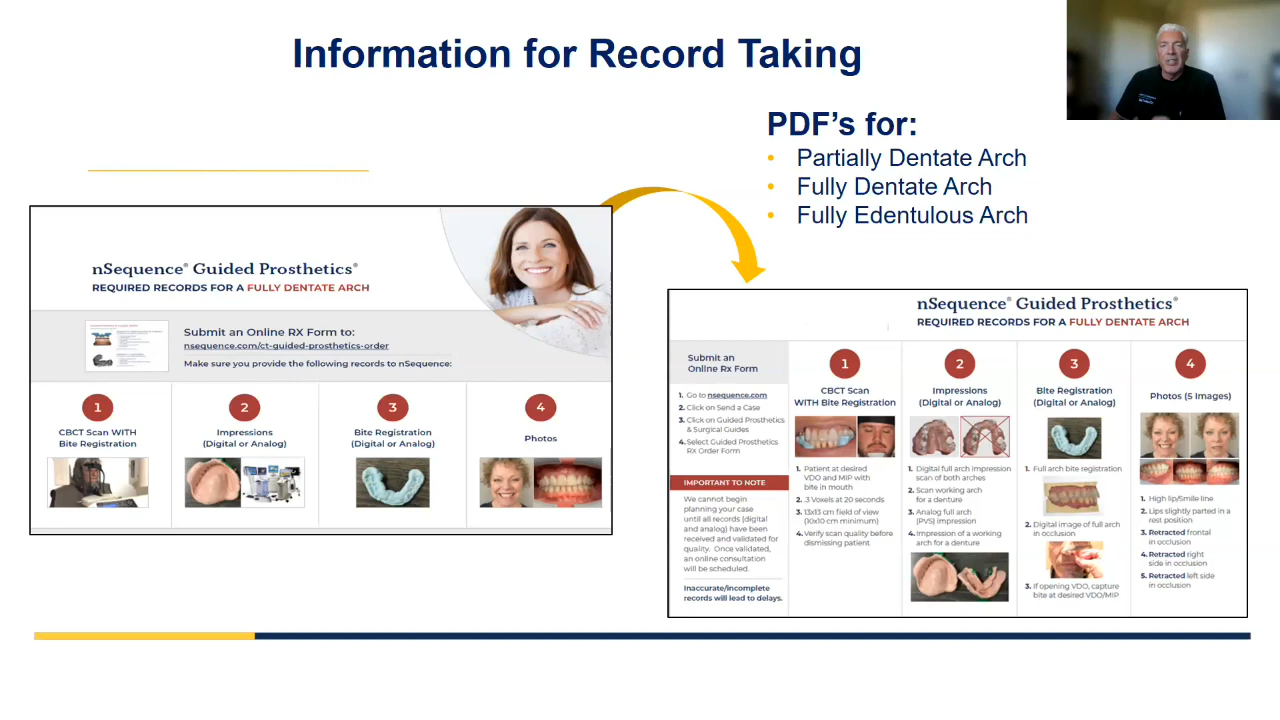 Information for Record Taking
PDF's for:
• Partially Dentate Arch
• Fully Dentate Arch
• Fully Edentulous Arch
nSequence® Guided Prosthetics®
REQUIRED RECORDS FOR A FULLY DENTATE ARCH
Submit an Online RX Form to:
nsequence.com/ct-guided-prosthetics-order
Make sure you provide the following records to nSequence:
1
CBCT Scan WITH
Bite Registration
2
Impressions
(Digital or Analog)
3
Bite Registration
(Digital or Analog)
4
Photos
nSequence® Guided Prosthetics®
REQUIRED RECORDS FOR A FULLY DENTATE ARCH
Submit an
Online Rx Form
1. Go to nsequence.com
2. Click on Send a Case
3. Click on Guided Prosthetics
& Surgical Guides
4. Select Guided Prosthetics
RX Order Form
IMPORTANT TO NOTE
We cannot begin
planning your case
until all records (digital
and analog) have been
received and validated for
quality. Once validated,
an online consultation
will be scheduled.
Inaccurate/incomplete
records will lead to delays.
1
CBCT Scan
WITH Bite Registration
1. Patient at desired
VDO and MIP with
bite in mouth
2. .3 Voxels at 20 seconds
3. 13x13 cm field of view
(10x10 cm minimum)
4. Verify scan quality before
dismissing patient
2
Impressions
(Digital or Analog)
1. Digital full arch impression
scan of both arches
2. Scan working arch
for a denture
3. Analog full arch
(PVS) impression
4. Impression of a working
arch for a denture
3
Bite Registration
(Digital or Analog)
1. Full arch bite registration
2. Digital image of full arch
in occlusion
3. If opening VDO, capture
bite at desired VDO/MIP
4
Photos (5 Images)
1. High lip/Smile line
2. Lips slightly parted in a
rest position
3. Retracted frontal
in occlusion
4. Retracted right
side in occlusion
5. Retracted left side
in occlusion